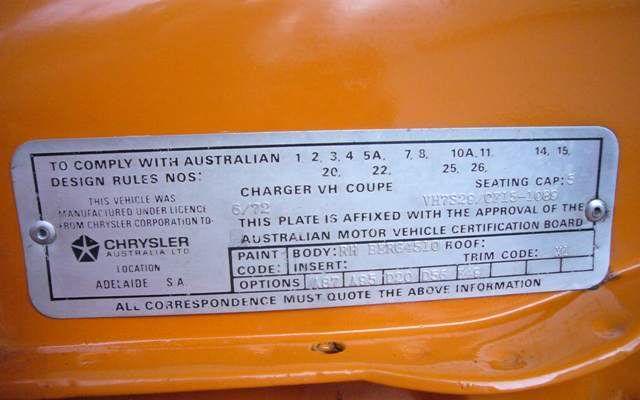 TO COMPLY WITH AUSTRALIAN 1, 2, 3, 4 5A, 7, 8, 10A, 11, 14, 15,
DESIGN RULES NOS: 20, 22, 25, 26,
CHARGER VH COUPE SEATING CAP: 5
THIS VEHICLE WAS
MANUFACTURED UNDER LICENCE
FROM CHRYSLER CORPORATION TO
6/72
THIS PLATE IS AFFIXED WITH THE APPROVAL OF THE
AUSTRALIAN MOTOR VEHICLE CERTIFICATION BOARD
CHRYSLER
AUSTRALIA LTD
LOCATION
ADELAIDE S.A.
PAINT BODY: RH ROOF:
CODE: INSERT: TRIM CODE:
OPTIONS A87 D20
ALL CORRESPONDENCE MUST QUOTE THE ABOVE INFORMATION